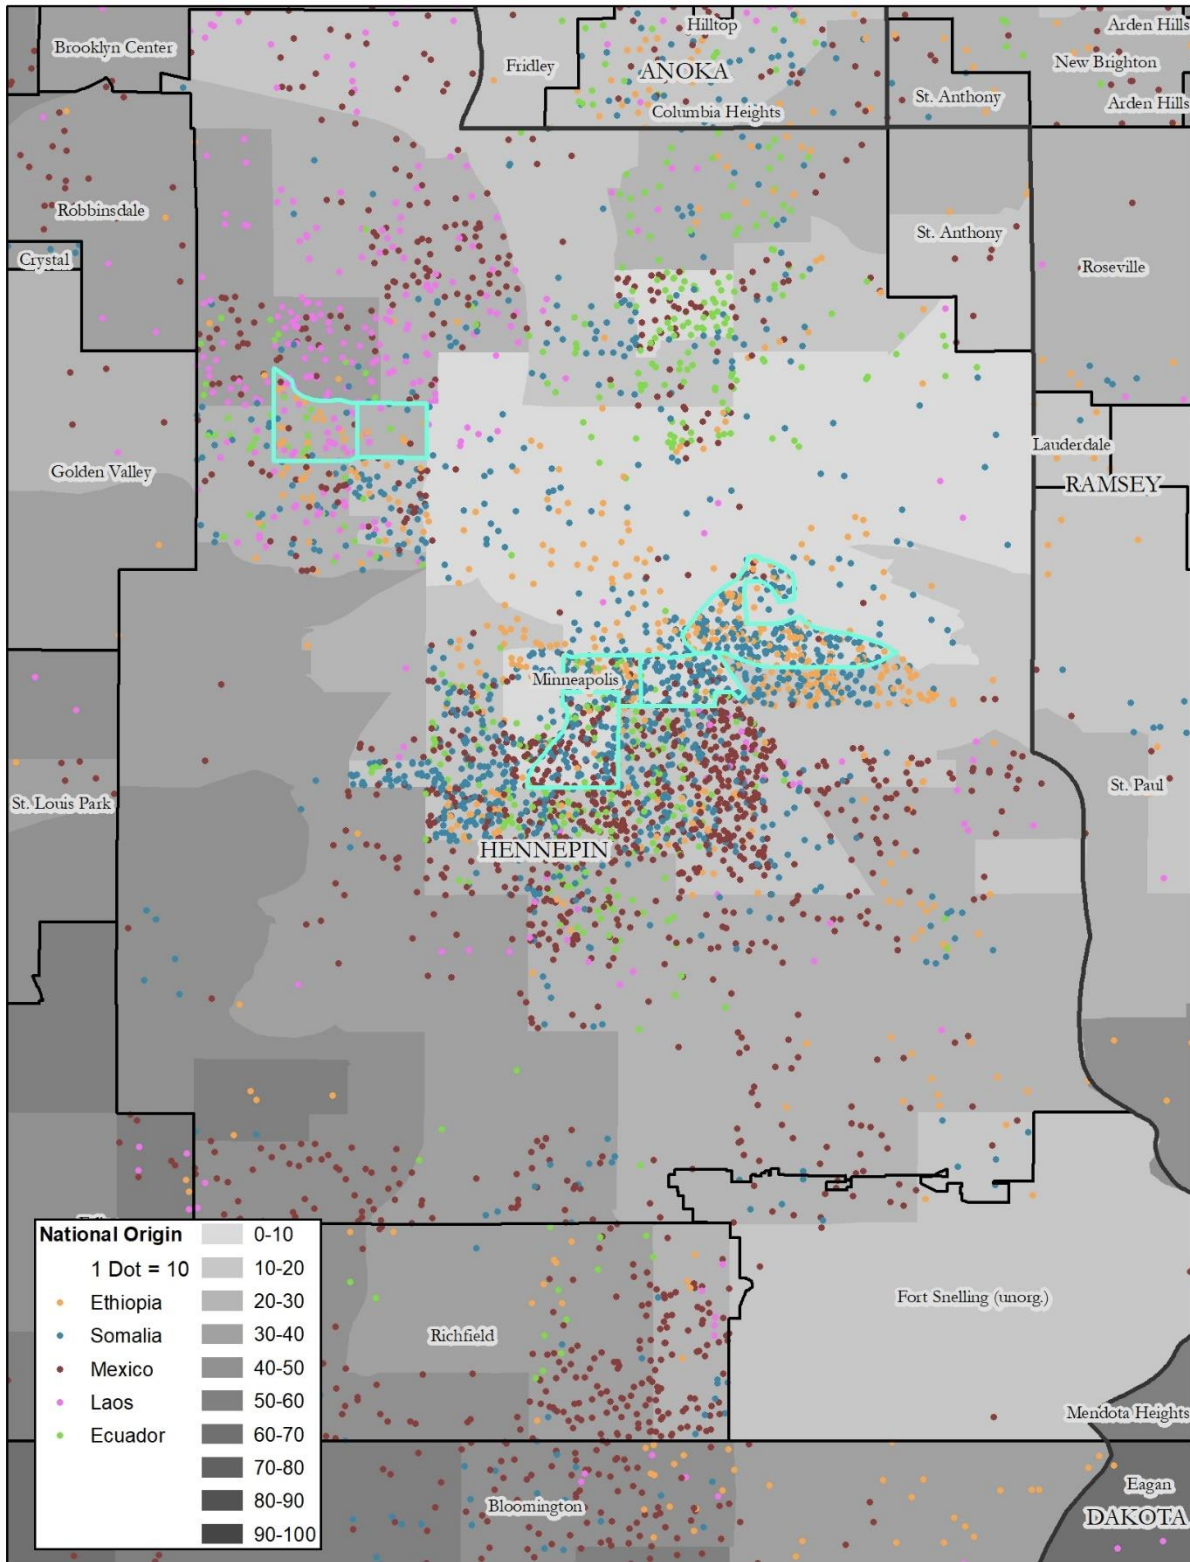 Hilltop
Arden Hills
Brooklyn Center
Fridley
ANOKA
New Brighton
St. Anthony
Arden Hills
Columbia Heights
Robbinsdale
St. Anthony
Crystal
Roseville
Lauderdale
Golden Valley
RAMSEY
Minneapolis
St. Louis Park
St. Paul
HENNEPIN
National Origin
1 Dot = 10
Ethiopia
Somalia
Mexico
Laos
Ecuador
0-10
10-20
20-30
30-40
40-50
50-60
60-70
70-80
80-90
90-100
Fort Snelling (unorg.)
Richfield
Mendota Heights
Eagan
Bloomington
DAKOTA